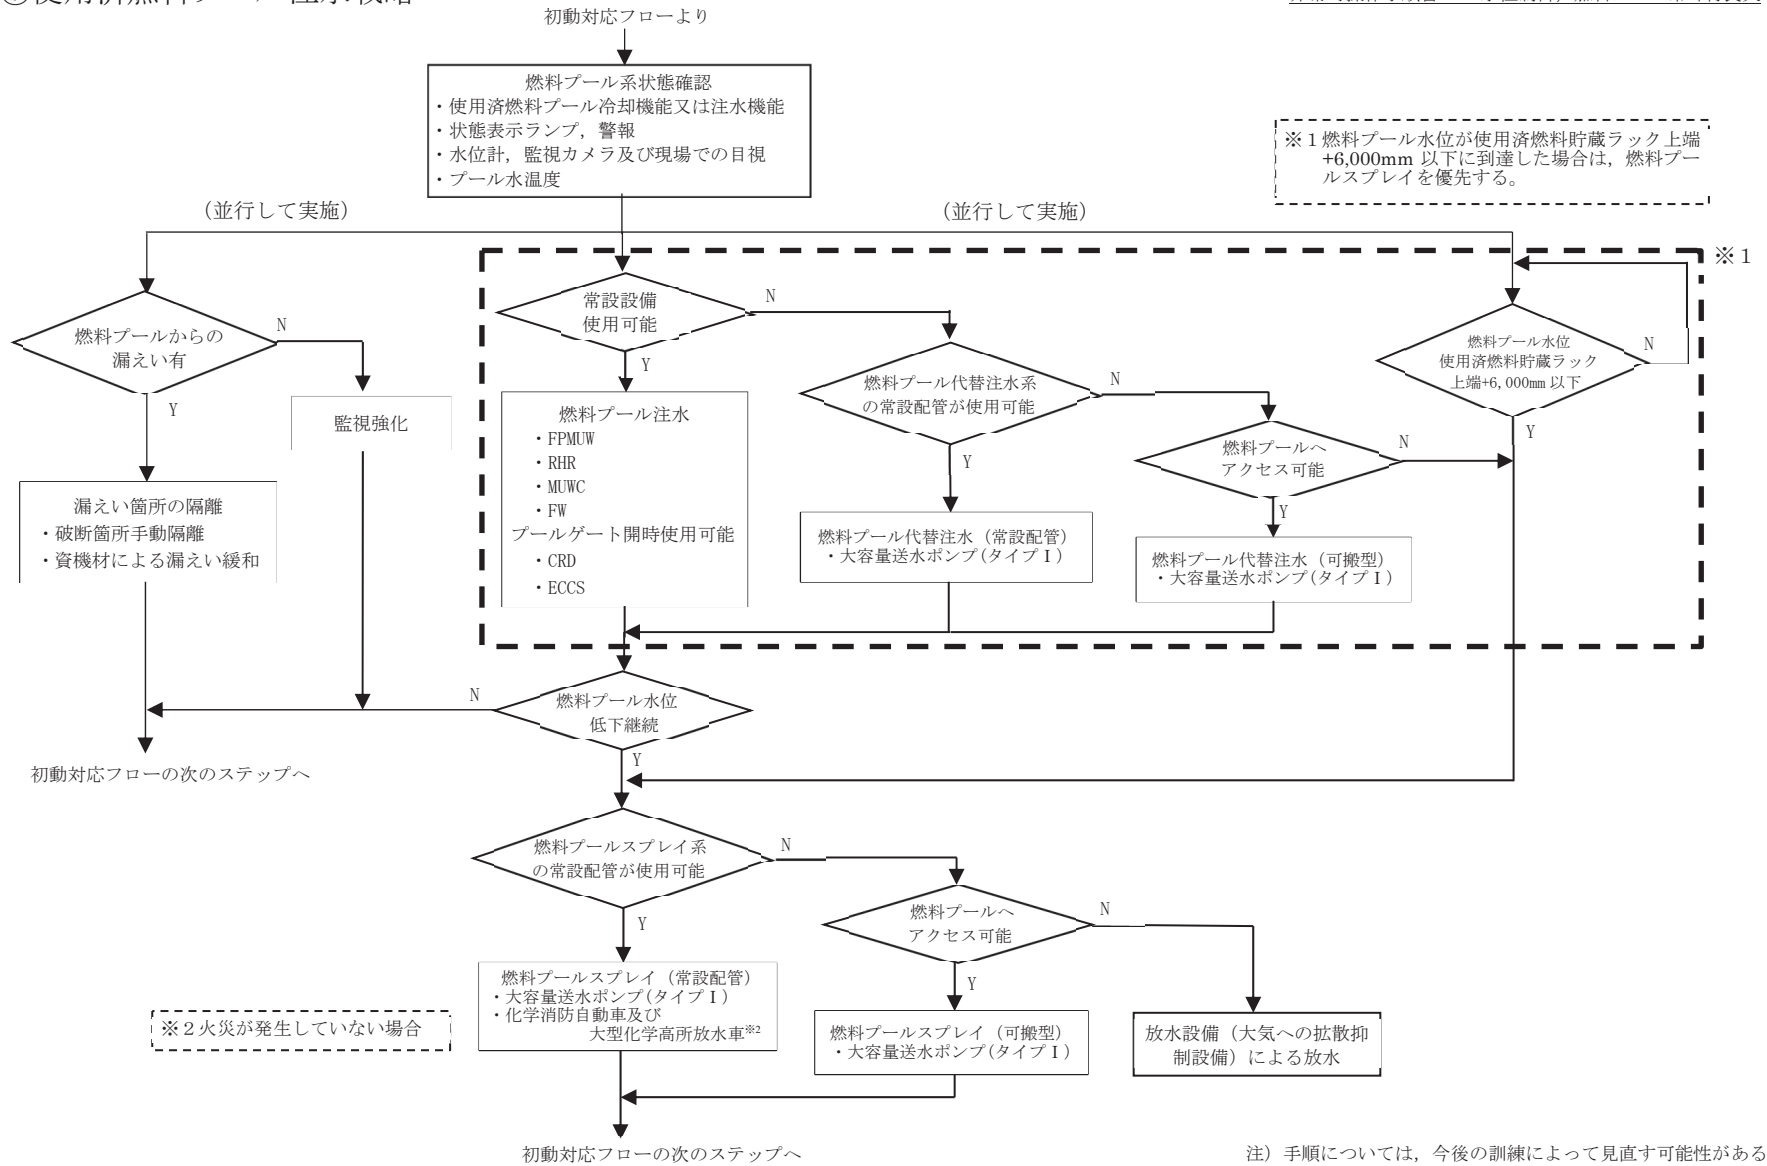 初動対応フローより
燃料プール系状態確認
・使用済燃料プール冷却機能又は注水機能
・状態表示ランプ，警報
・水位計，監視カメラ及び現場での目視
・プール水温度
※１燃料プール水位が使用済燃料貯蔵ラック上端
+6,000mm 以下に到達した場合は，燃料プー
ルスプレイを優先する。
（並行して実施）
（並行して実施）
※１
燃料プールからの
漏えい有
N
Y
監視強化
漏えい箇所の隔離
・破断箇所手動隔離
・資機材による漏えい緩和
常設設備
使用可能
N
Y
燃料プール注水
・FPMUW
・RHR
・MUWC
・FW
プールゲート開時使用可能
・CRD
・ECCS
燃料プール代替注水系
の常設配管が使用可能
N
Y
燃料プール代替注水（常設配管）
・大容量送水ポンプ(タイプⅠ)
燃料プールへ
アクセス可能
N
Y
燃料プール代替注水（可搬型）
・大容量送水ポンプ(タイプⅠ)
燃料プール水位
使用済燃料貯蔵ラック
上端+6,000mm 以下
N
Y
燃料プール水位
低下継続
N
Y
初動対応フローの次のステップへ
燃料プールスプレイ系
の常設配管が使用可能
N
Y
燃料プールへ
アクセス可能
N
Y
燃料プールスプレイ（常設配管）
・大容量送水ポンプ(タイプⅠ)
・化学消防自動車及び
大型化学高所放水車※2
※２火災が発生していない場合
燃料プールスプレイ（可搬型）
・大容量送水ポンプ(タイプⅠ)
放水設備（大気への拡散抑
制設備）による放水
初動対応フローの次のステップへ
注）手順については，今後の訓練によって見直す可能性がある